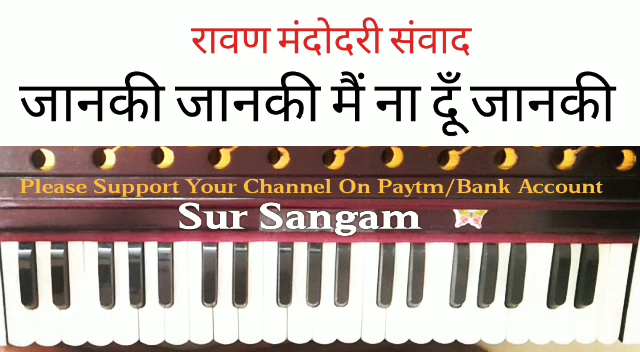 रावण मंदोदरी संवाद
जानकी जानकी मैं ना दूँ जानकी
Please Support Your Channel On Paytm/Bank Account
Sur Sangam